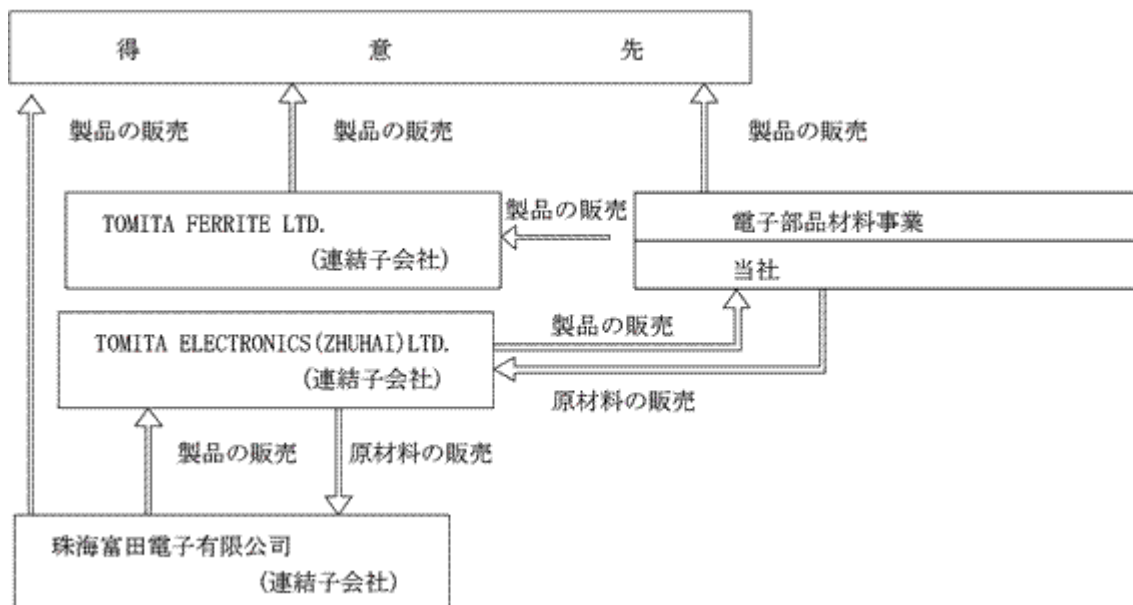 得意先
製品の販売
製品の販売
製品の販売
TOMITA FERRITE LTD.
(連結子会社)
製品の販売
電子部品材料事業
当社
TOMITA ELECTRONICS(ZHUHAI)LTD.
(連結子会社)
製品の販売
原材料の販売
製品の販売
原材料の販売
珠海富田電子有限公司
(連結子会社)